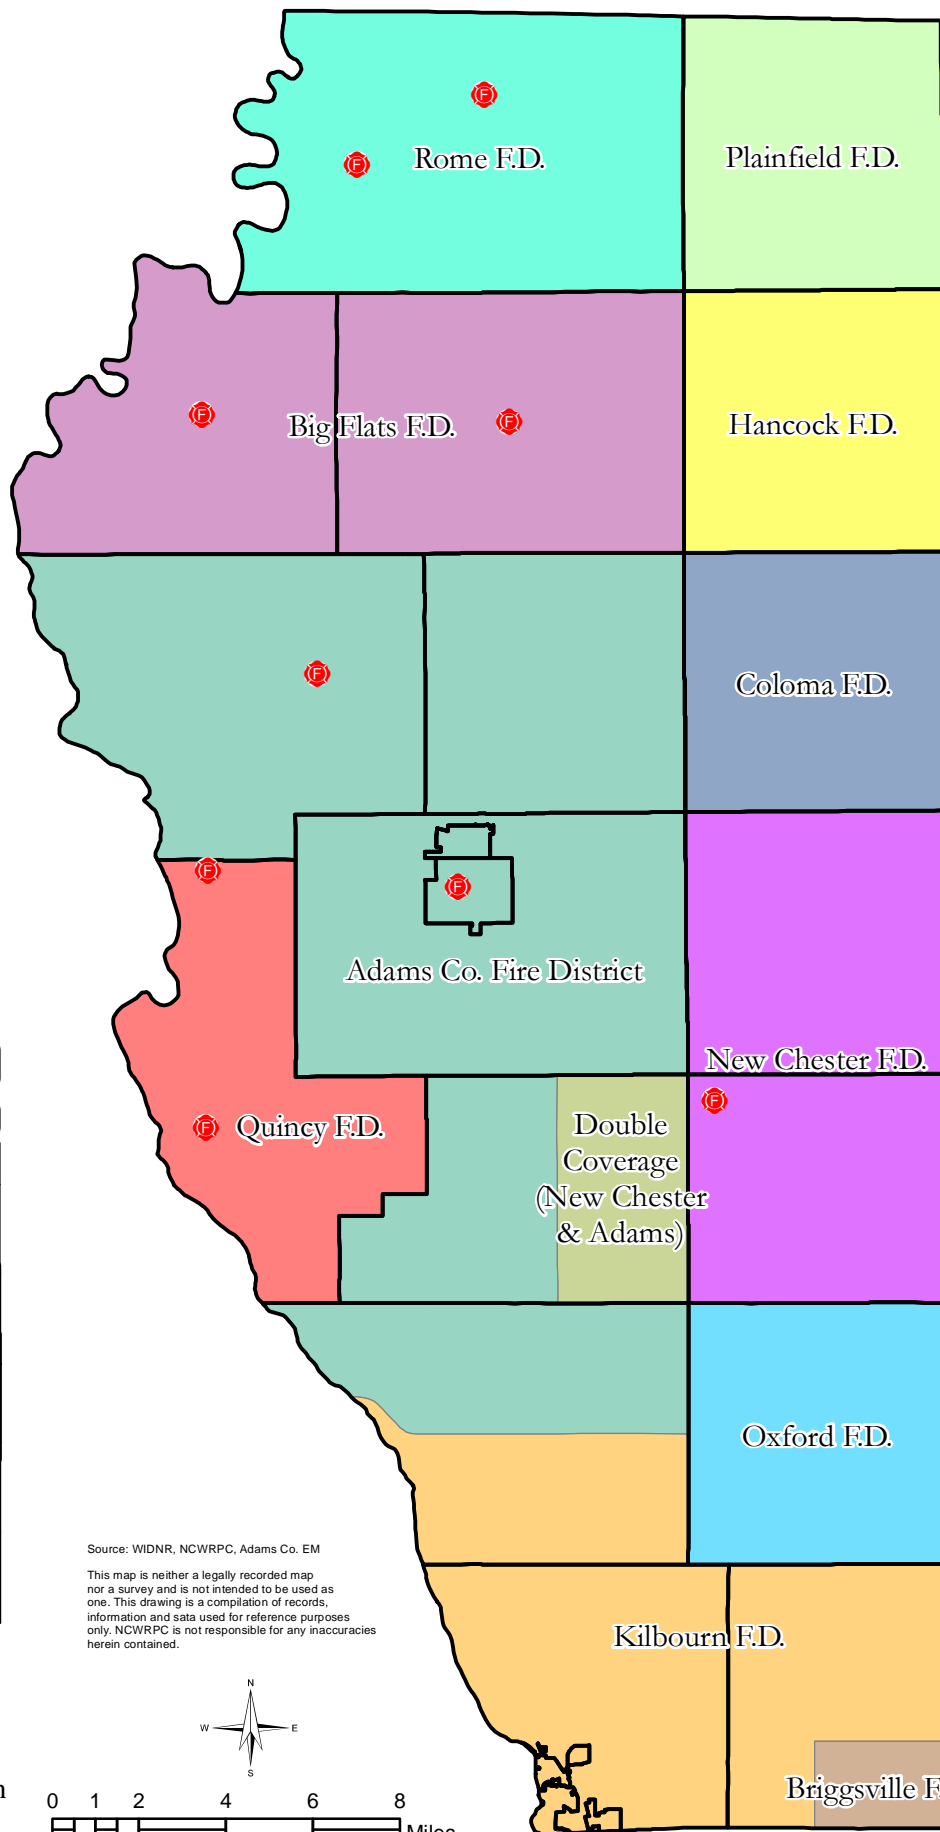 F
Rome F.D.
Plainfield F.D.
F
F
Big Flats F.D.
F
Hancock F.D.
F
Coloma F.D.
F
F
Adams Co. Fire District
New Chester F.D.
F
Quincy F.D.
F
Double
Coverage
(New Chester
& Adams)
Oxford F.D.
Source: WIDNR, NCWRPC, Adams Co. EM
This map is neither a legally recorded map
nor a survey and is not intended to be used as
one. This drawing is a compilation of records,
information and sata used for reference purposes
only. NCWRPC is not responsible for any inaccuracies
herein contained.
Kilbourn F.D.
N
W E
S
Briggsville F
0 1 2 4 6 8
Miles